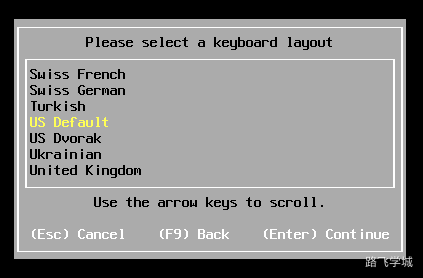 Please select a keyboard layout
Swiss French
Swiss German
Turkish
US Default
US Dvorak
Ukrainian
United Kingdom
Use the arrow keys to scroll.
(Esc) Cancel (F9) Back (Enter) Continue
路飞学城